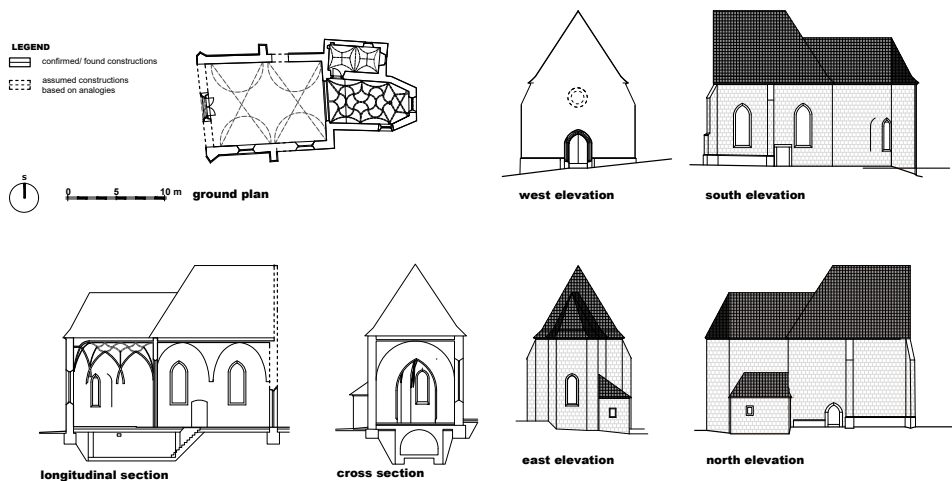 LEGEND
confirmed/ found constructions
assumed constructions
based on analogies
S
0 5 10 m
ground plan
west elevation
south elevation
longitudinal section
cross section
east elevation
north elevation